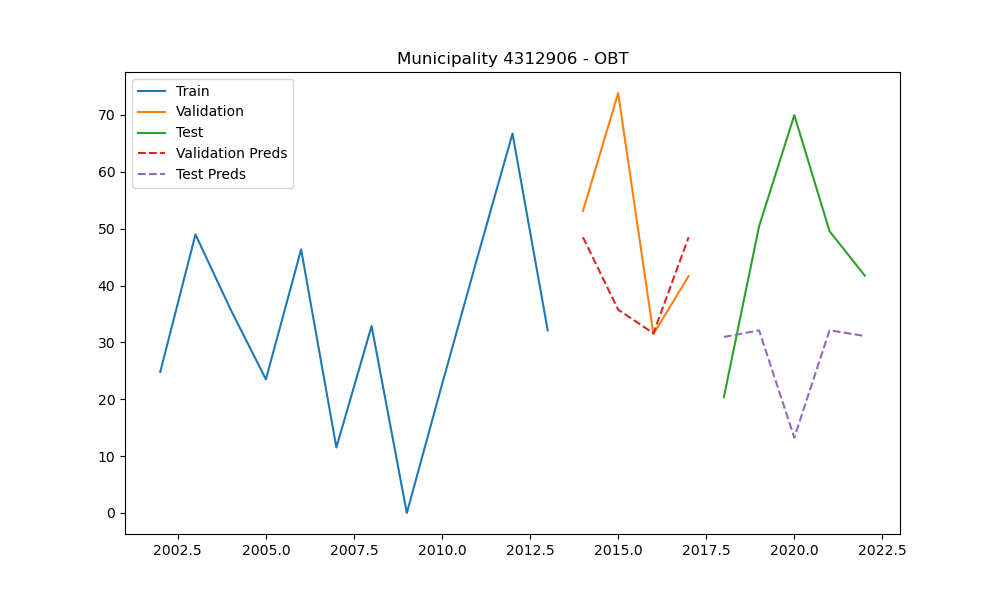 Municipality 4312906 - OBT
Train
Validation
Test
Validation Preds
Test Preds
70
60
50
40
30
20
10
0
2002.5 2005.0 2007.5 2010.0 2012.5 2015.0 2017.5 2020.0 2022.5